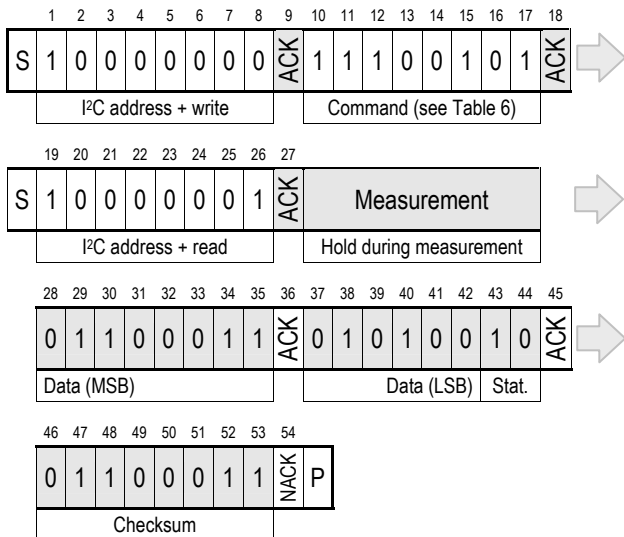 1 2 3 4 5 6 7 8 9 10 11 12 13 14 15 16 17 18
S 1 0 0 0 0 0 0 0 ACK 1 1 1 0 0 1 0 1 ACK
I²C address + write Command (see Table 6)
19 20 21 22 23 24 25 26 27
S 1 0 0 0 0 0 0 1 ACK Measurement
I²C address + read Hold during measurement
28 29 30 31 32 33 34 35 36 37 38 39 40 41 42 43 44 45
0 1 1 0 0 0 1 1 ACK 0 1 0 1 0 0 1 0 ACK
Data (MSB) Data (LSB) Stat.
46 47 48 49 50 51 52 53 54
0 1 1 0 0 0 1 1 NACK P
Checksum